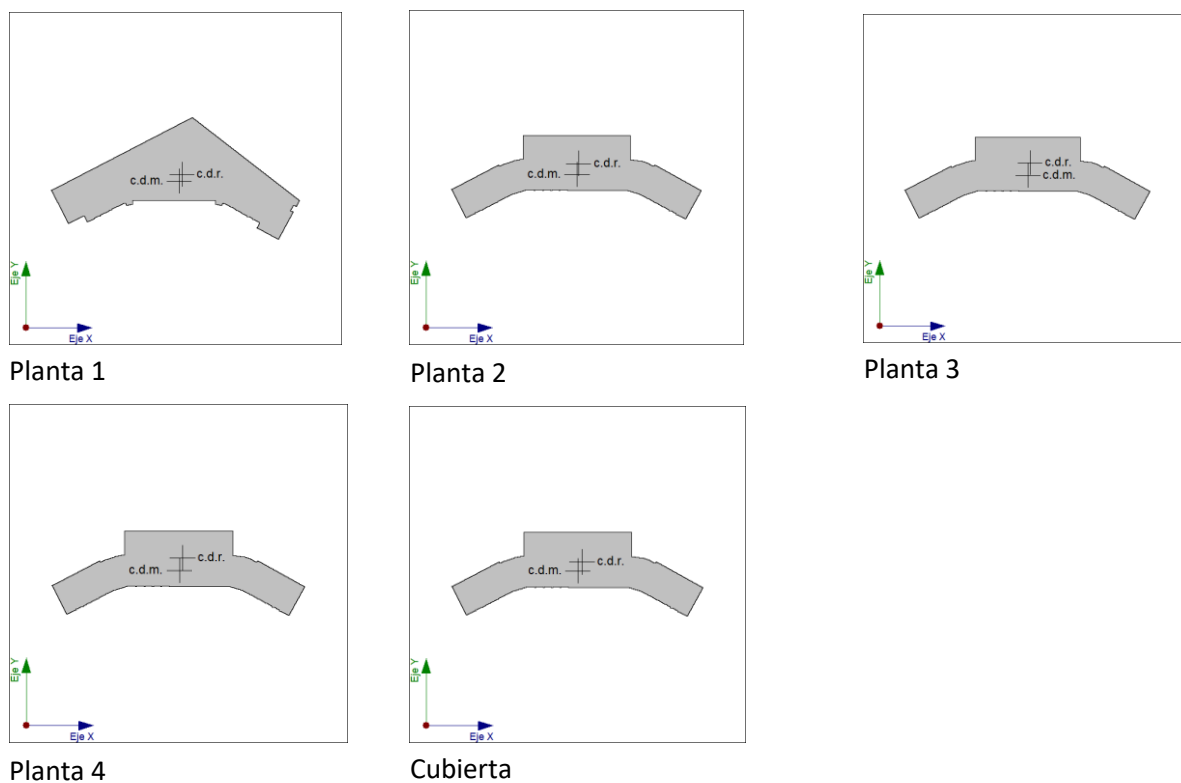 c.d.m.
c.d.r.
Eje Y
Eje X
Planta 1
c.d.r.
c.d.m.
Eje Y
Eje X
Planta 2
c.d.r.
c.d.m.
Eje Y
Eje X
Planta 3
c.d.r.
c.d.m.
Eje Y
Eje X
Planta 4
c.d.r.
c.d.m.
Eje Y
Eje X
Cubierta